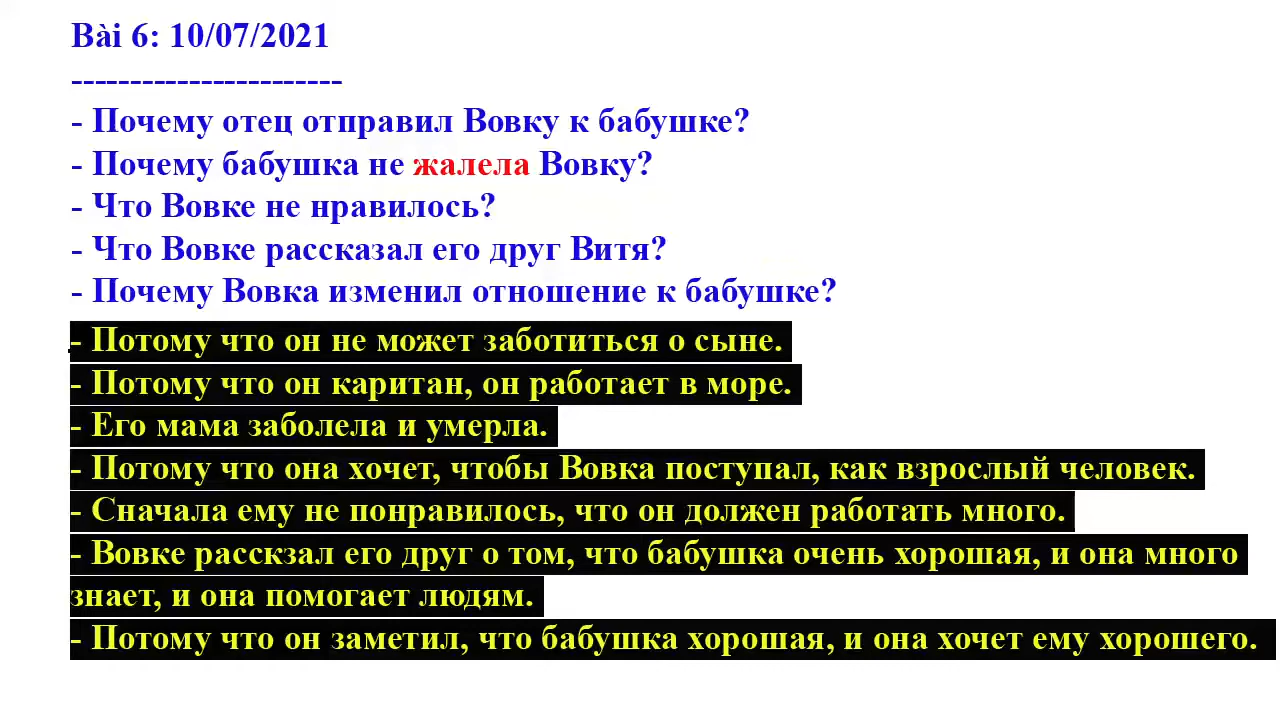 Bài 6: 10/07/2021
-----------------------
- Почему отец отправил Вовку к бабушке?
- Почему бабушка не жалела Вовку?
- Что Вовке не нравилось?
- Что Вовке рассказал его друг Витя?
- Почему Вовка изменил отношение к бабушке?
- Потому что он не может заботиться о сыне.
- Потому что он каритан, он работает в море.
- Его мама заболела и умерла.
- Потому что она хочет, чтобы Вовка поступал, как взрослый человек.
- Сначала ему не понравилось, что он должен работать много.
- Вовке расскзал его друг о том, что бабушка очень хорошая, и она много
знает, и она помогает людям.
- Потому что он заметил, что бабушка хорошая, и она хочет ему хорошего.